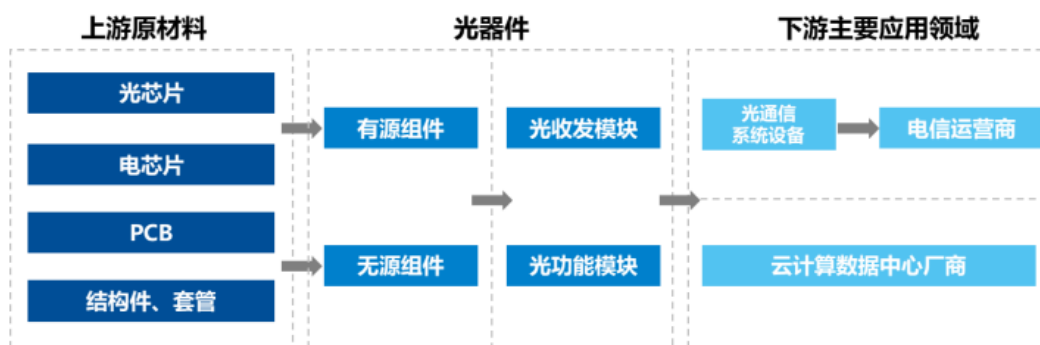 上游原材料
光器件
下游主要应用领域
光芯片
电芯片
PCB
结构件、套管
有源组件
无源组件
光收发模块
光功能模块
光通信
系统设备
电信运营商
云计算数据中心厂商